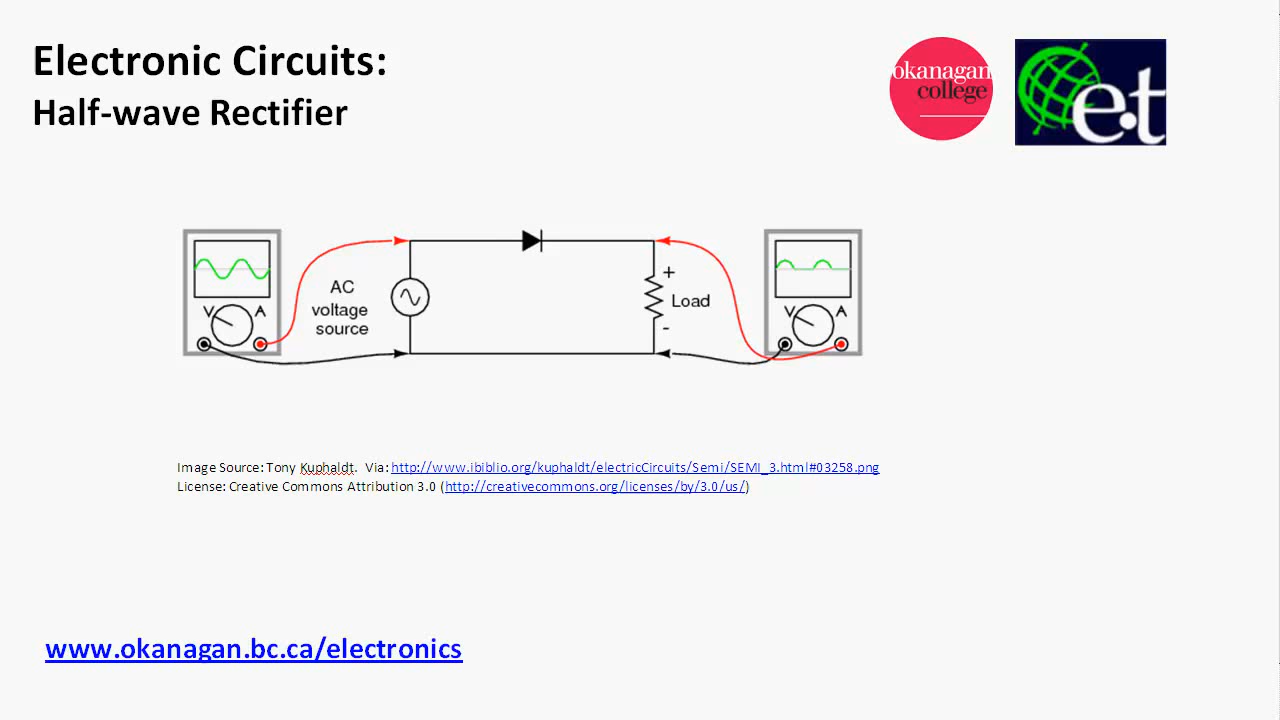 Electronic Circuits:
Half-wave Rectifier
okanagan
college
e.t
AC
voltage
source
V A
+
Load
-
V A
Image Source: Tony Kuphaldt. Via: http://www.ibiblio.org/kuphaldt/electricCircuits/Semi/SEMI_3.html#03258.png
License: Creative Commons Attribution 3.0 (http://creativecommons.org/licenses/by/3.0/us/)
www.okanagan.bc.ca/electronics